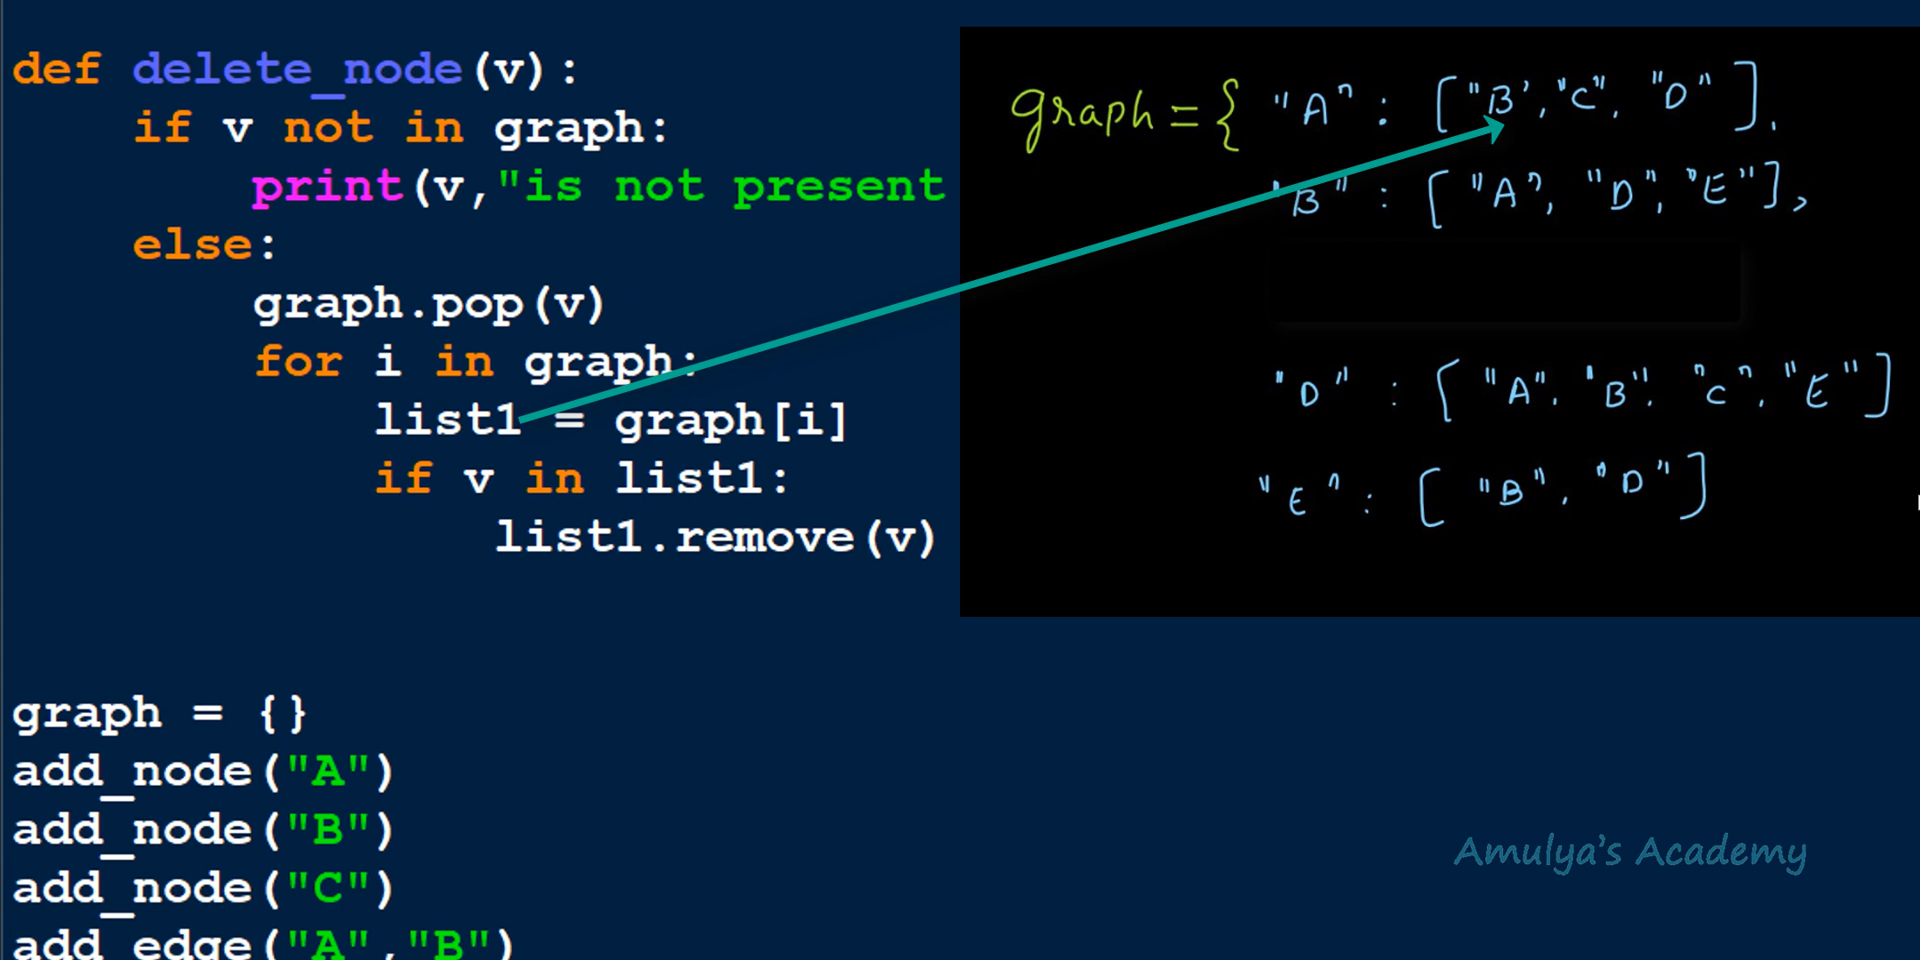 def delete_node(v):
if v not in graph:
print(v,"is not present
else:
graph.pop(v)
for i in graph:
list1 = graph[i]
if v in list1:
list1.remove(v)
graph = { "A" : ["B', "C", "D" ].
"B" : [ "A", "D", "E" ],
"D" : [ "A". "B". "C", "E" ]
"E" : [ "B", "D" ]
graph = {}
add_node("A")
add_node("B")
add_node("C")
add_edge("A","B")
Amulya's Academy